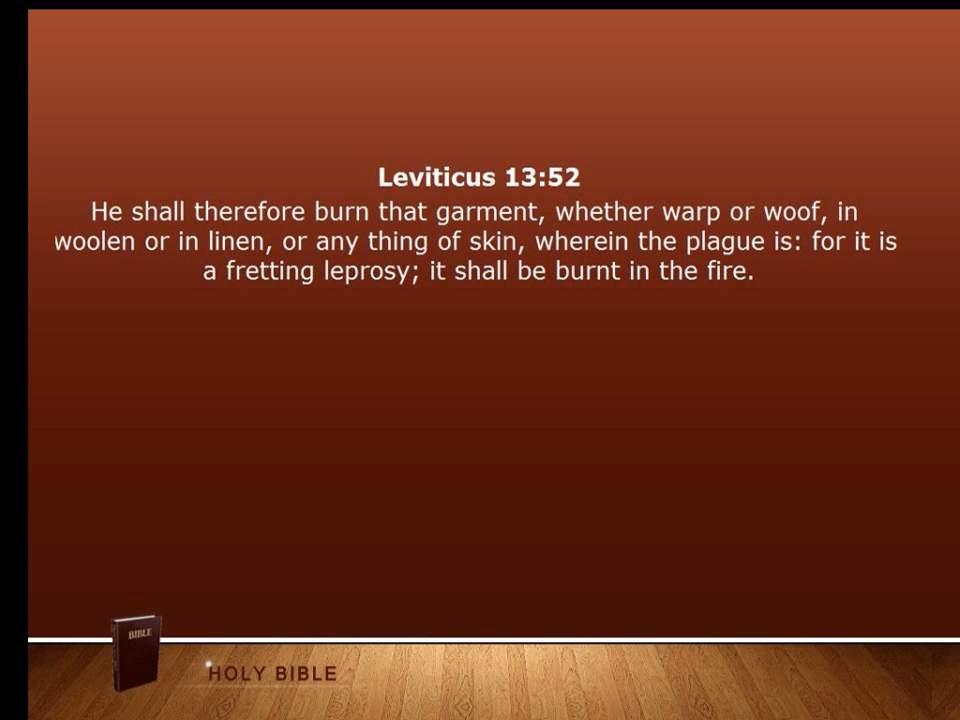 Leviticus 13:52
He shall therefore burn that garment, whether warp or woof, in
woolen or in linen, or any thing of skin, wherein the plague is: for it is
a fretting leprosy; it shall be burnt in the fire.
BIBLE
HOLY BIBLE